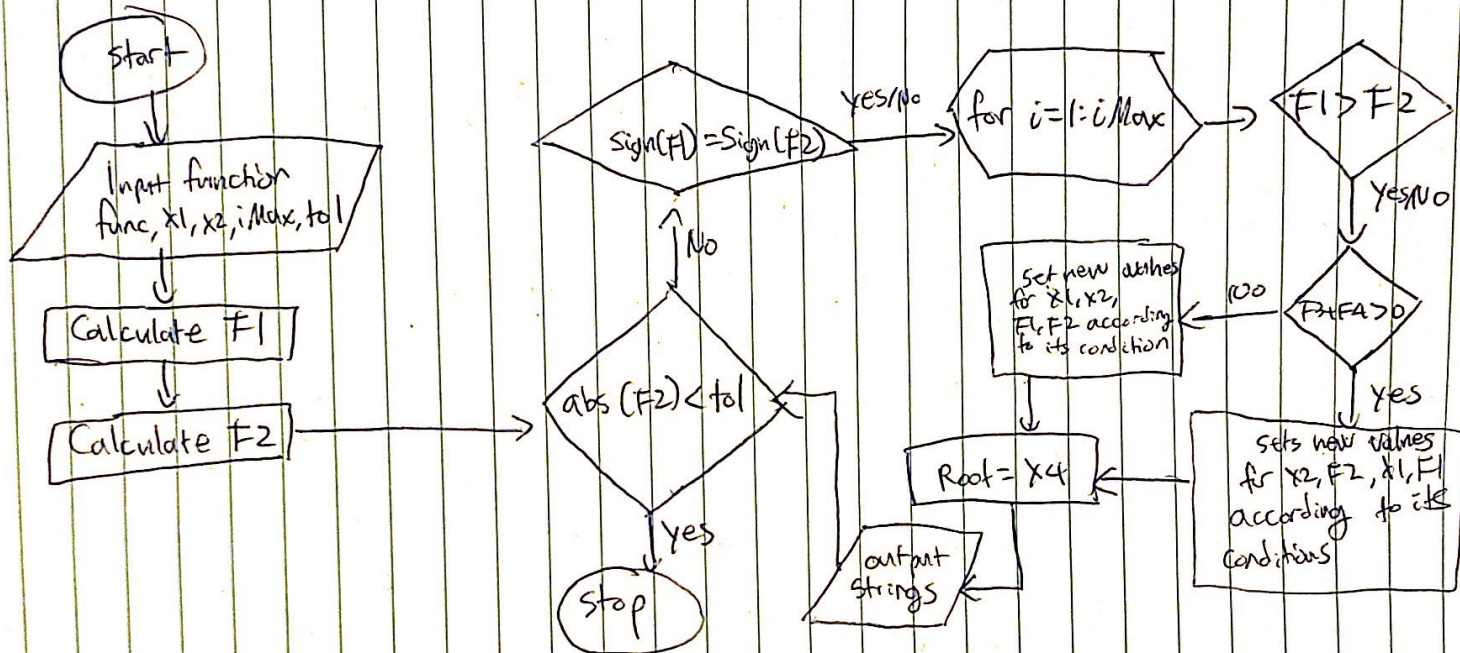 Start
Input function
func, x1, x2, iMax, tol
Calculate F1
Calculate F2
abs (F2) < tol
Yes
Stop
No
Sign(F1) = Sign(F2)
Yes/No
for i=1:iMax
F1 > F2
Yes/No
F3*F4>0
No
Set new values
for x1, x2,
F1, F2 according
to its condition
Yes
Sets new values
for x2, F2, x1, F1
according to its
conditions
Root = x4
output
Strings